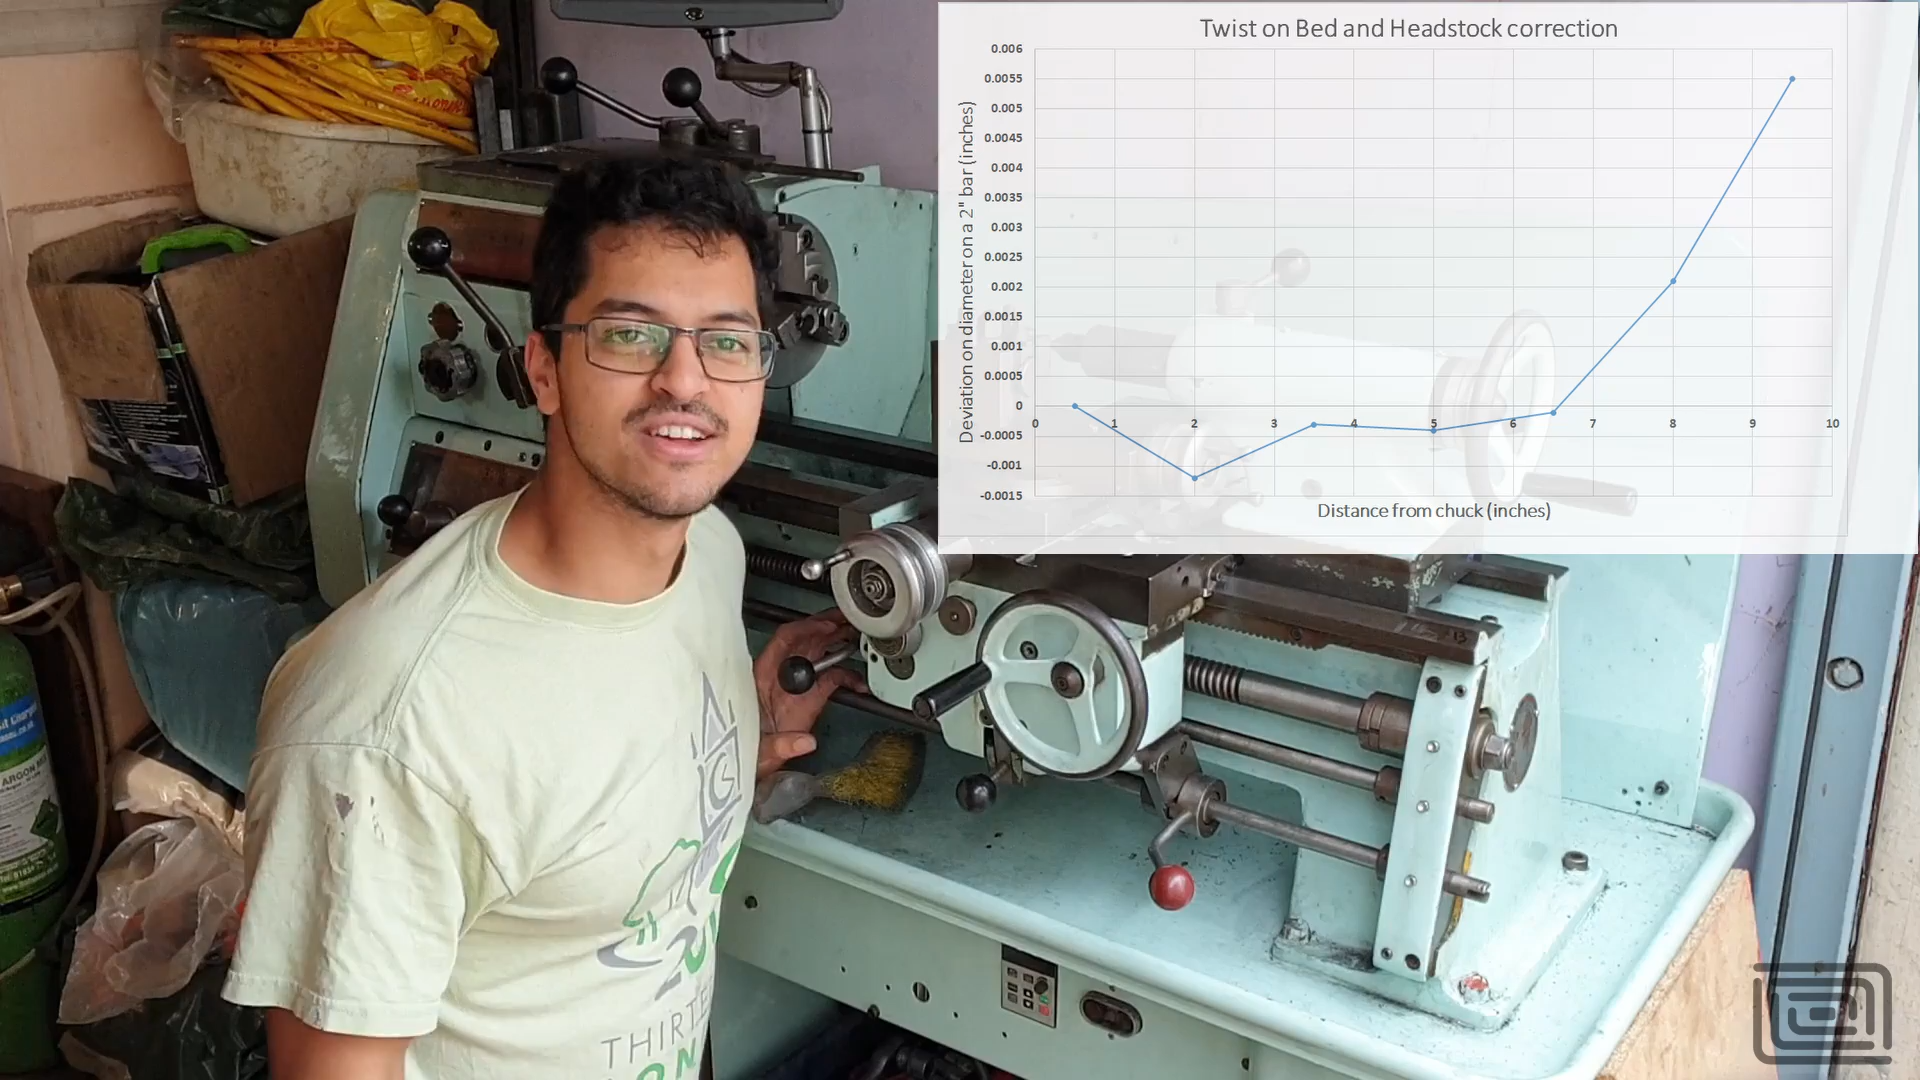 Twist on Bed and Headstock correction
Deviation on diameter on a 2" bar (inches)
0.006
0.0055
0.005
0.0045
0.004
0.0035
0.003
0.0025
0.002
0.0015
0.001
0.0005
0
-0.0005
-0.001
-0.0015
0 1 2 3 4 5 6 7 8 9 10
Distance from chuck (inches)
ARGON
THIRTE
ON
13